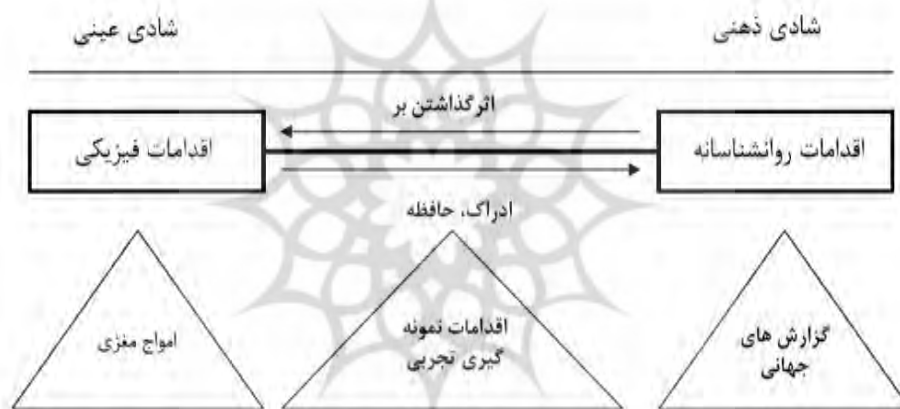 شادی ذهنی
شادی عینی
اثرگذاشتن بر
اقدامات روانشناسانه
اقدامات فیزیکی
ادراک، حافظه
گزارش های
جهانی
اقدامات نمونه
گیری تجربی
امواج مغزی